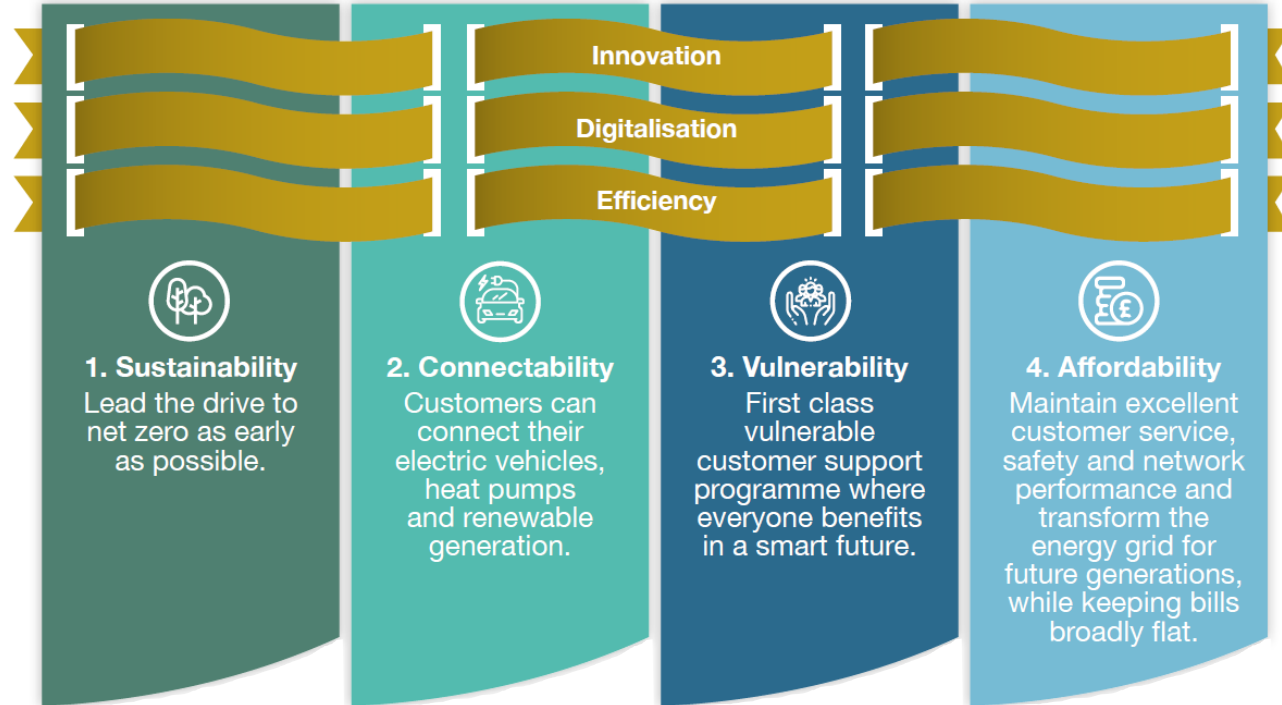 Innovation
Digitalisation
Efficiency
1. Sustainability
Lead the drive to
net zero as early
as possible.
2. Connectability
Customers can
connect their
electric vehicles,
heat pumps
and renewable
generation.
3. Vulnerability
First class
vulnerable
customer support
programme where
everyone benefits
in a smart future.
4. Affordability
Maintain excellent
customer service,
safety and network
performance and
transform the
energy grid for
future generations,
while keeping bills
broadly flat.
£